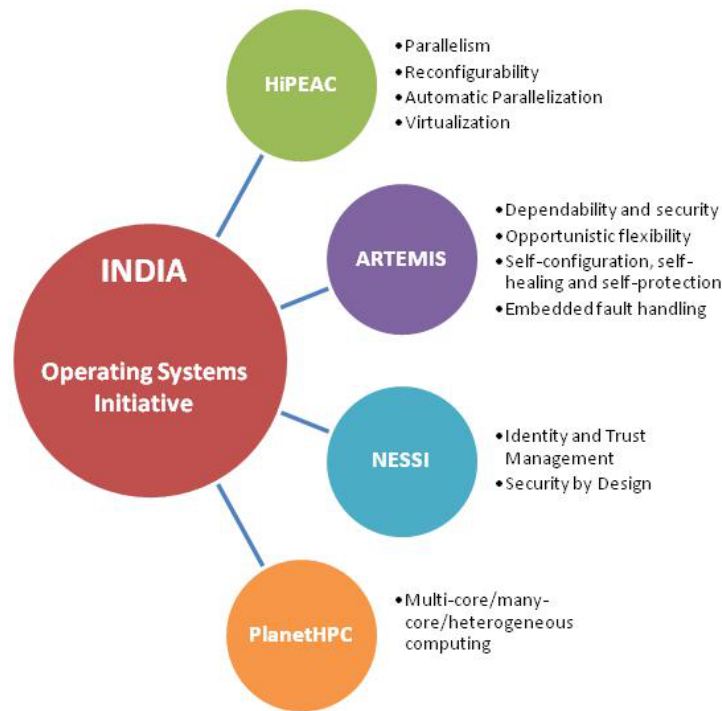 HiPEAC
• Parallelism
• Reconfigurability
• Automatic Parallelization
• Virtualization
INDIA
Operating Systems
Initiative
ARTEMIS
• Dependability and security
• Opportunistic flexibility
• Self-configuration, self-
healing and self-protection
• Embedded fault handling
NESSI
• Identity and Trust
Management
• Security by Design
PlanetHPC
• Multi-core/many-
core/heterogeneous
computing